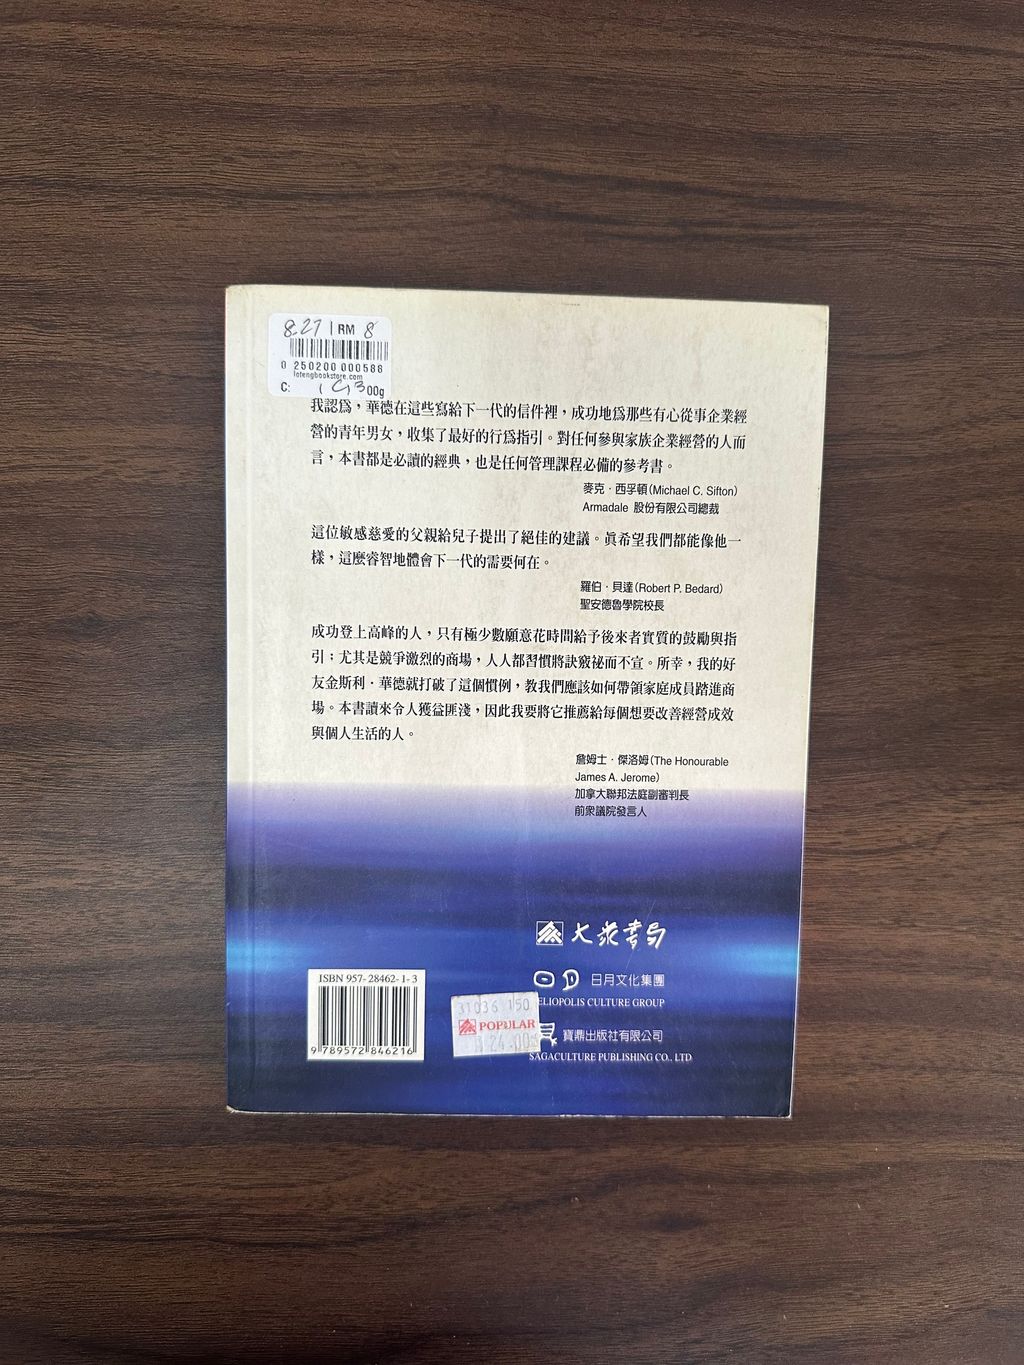 8.27 RM 8
0 250200 000588
lotengbookstore.com
C: 00g
我認為，華德在這些寫給下一代的信件裡，成功地為那些有心從事企業經
營的青年男女，收集了最好的行為指引。對任何參與家族企業經營的人而
言，本書都是必讀的經典，也是任何管理課程必備的參考書。
麥克．西孚頓(Michael C. Sifton)
Armadale 股份有限公司總裁
這位敏感慈愛的父親給兒子提出了絕佳的建議。真希望我們都能像他一
樣，這麼睿智地體會下一代的需要何在。
羅伯．貝達(Robert P. Bedard)
聖安德魯學院校長
成功登上高峰的人，只有極少數願意花時間給予後來者實質的鼓勵與指
引；尤其是競爭激烈的商場，人人都習慣將訣竅祕而不宣。所幸，我的好
友金斯利．華德就打破了這個慣例，教我們應該如何帶領家庭成員踏進商
場。本書讀來令人獲益匪淺，因此我要將它推薦給每個想要改善經營成效
與個人生活的人。
詹姆士．傑洛姆(The Honourable
James A. Jerome)
加拿大聯邦法庭副審判長
前眾議院發言人
大眾書局
日月文化集團
ELIOPOLIS CULTURE GROUP
寶鼎出版社有限公司
SAGACULTURE PUBLISHING CO., LTD
ISBN 957-28462-1-3
9 789572 846216
31036 150
POPULAR
24.00